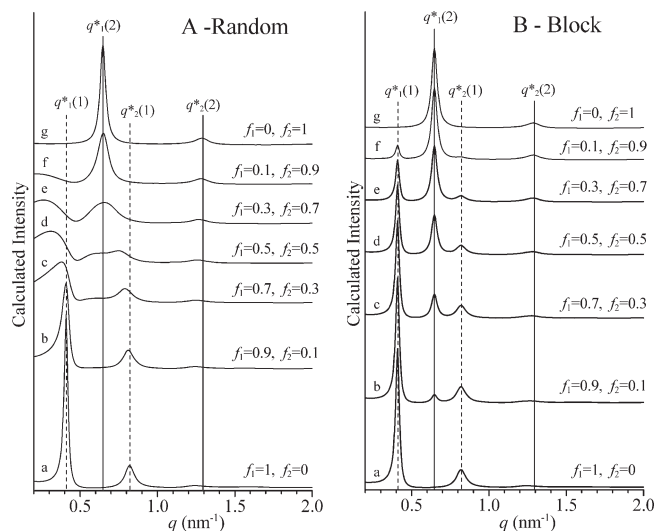 A -Random
q*₁(2)
q*₁(1)
q*₂(1)
q*₂(2)
g
f₁=0, f₂=1
f
f₁=0.1, f₂=0.9
e
f₁=0.3, f₂=0.7
d
f₁=0.5, f₂=0.5
c
f₁=0.7, f₂=0.3
b
f₁=0.9, f₂=0.1
a
f₁=1, f₂=0
Calculated Intensity
0.5 1.0 1.5 2.0
q (nm⁻¹)
B - Block
q*₁(2)
q*₁(1)
q*₂(1)
q*₂(2)
g
f₁=0, f₂=1
f
f₁=0.1, f₂=0.9
e
f₁=0.3, f₂=0.7
d
f₁=0.5, f₂=0.5
c
f₁=0.7, f₂=0.3
b
f₁=0.9, f₂=0.1
a
f₁=1, f₂=0
Calculated Intensity
0.5 1.0 1.5 2.0
q (nm⁻¹)